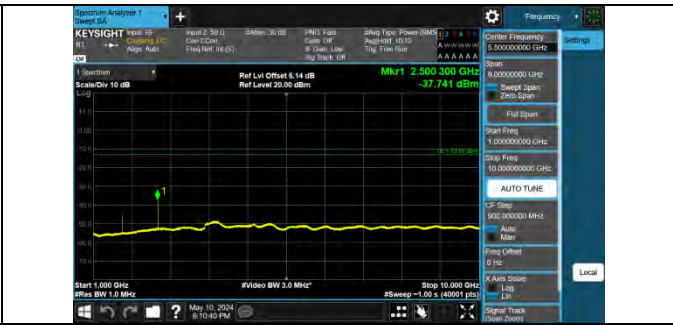 Spectrum Analyzer 1
Swept SA
Frequency
KEYSIGHT
Input: RF
Coupling: DC
Align: Auto
Input Z: 50 Ω
Corr CCorr
Freq Ref: Int (S)
#Atten: 30 dB
PNO: Fast
Gate: Off
IF Gain: Low
Sig Track: Off
#Avg Type: Power (RMS)
Avg|Hold: 10/10
Trig: Free Run
A W W W W W
A A A A A A
1 Spectrum
Scale/Div 10 dB
Log
Ref Lvl Offset 6.14 dB
Ref Level 20.00 dBm
Mkr1 2.500 300 GHz
-37.741 dBm
1
Start 1.000 GHz
#Res BW 1.0 MHz
#Video BW 3.0 MHz*
Stop 10.000 GHz
#Sweep ~1.00 s (40001 pts)
May 10, 2024
6:10:40 PM
Center Frequency
5.500000000 GHz
Settings
Span
9.00000000 GHz
Swept Span
Zero Span
Full Span
Start Freq
1.000000000 GHz
Stop Freq
10.000000000 GHz
AUTO TUNE
CF Step
900.000000 MHz
Auto
Man
Freq Offset
0 Hz
X Axis Scale
Log
Lin
Local
Signal Track
(Span Zoom)